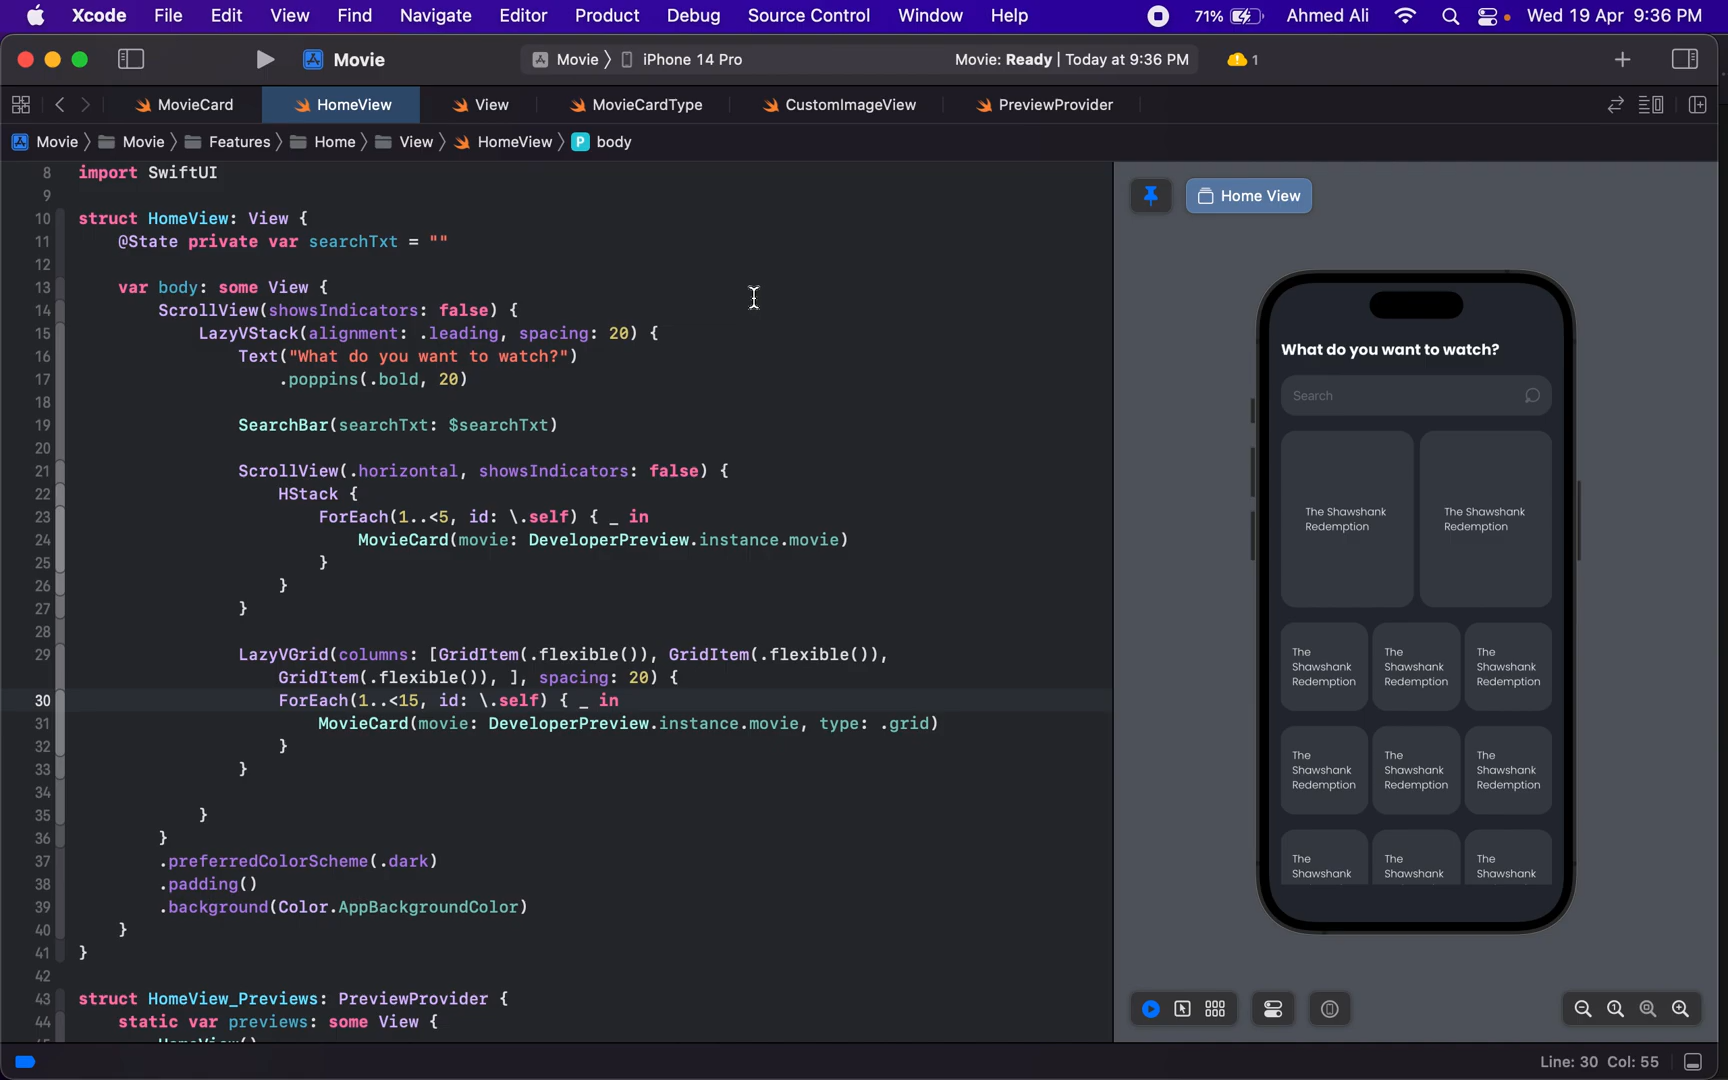 Xcode File Edit View Find Navigate Editor Product Debug Source Control Window Help 71% Ahmed Ali Wed 19 Apr 9:36 PM
Movie Movie iPhone 14 Pro Movie: Ready | Today at 9:36 PM 1
MovieCard HomeView View MovieCardType CustomImageView PreviewProvider
Movie Movie Features Home View HomeView P body
8 import SwiftUI
9
10 struct HomeView: View {
11 @State private var searchTxt = ""
12
13 var body: some View {
14 ScrollView(showsIndicators: false) {
15 LazyVStack(alignment: .leading, spacing: 20) {
16 Text("What do you want to watch?")
17 .poppins(.bold, 20)
18
19 SearchBar(searchTxt: $searchTxt)
20
21 ScrollView(.horizontal, showsIndicators: false) {
22 HStack {
23 ForEach(1..<5, id: \.self) { _ in
24 MovieCard(movie: DeveloperPreview.instance.movie)
25 }
26 }
27 }
28
29 LazyVGrid(columns: [GridItem(.flexible()), GridItem(.flexible()),
GridItem(.flexible()), ], spacing: 20) {
30 ForEach(1..<15, id: \.self) { _ in
31 MovieCard(movie: DeveloperPreview.instance.movie, type: .grid)
32 }
33 }
34
35 }
36 }
37 .preferredColorScheme(.dark)
38 .padding()
39 .background(Color.AppBackgroundColor)
40 }
41 }
42
43 struct HomeView_Previews: PreviewProvider {
44 static var previews: some View {
HomeView()
Home View
What do you want to watch?
Search
The Shawshank The Shawshank
Redemption Redemption
The The The
Shawshank Shawshank Shawshank
Redemption Redemption Redemption
The The The
Shawshank Shawshank Shawshank
Redemption Redemption Redemption
The The The
Shawshank Shawshank Shawshank
Line: 30 Col: 55